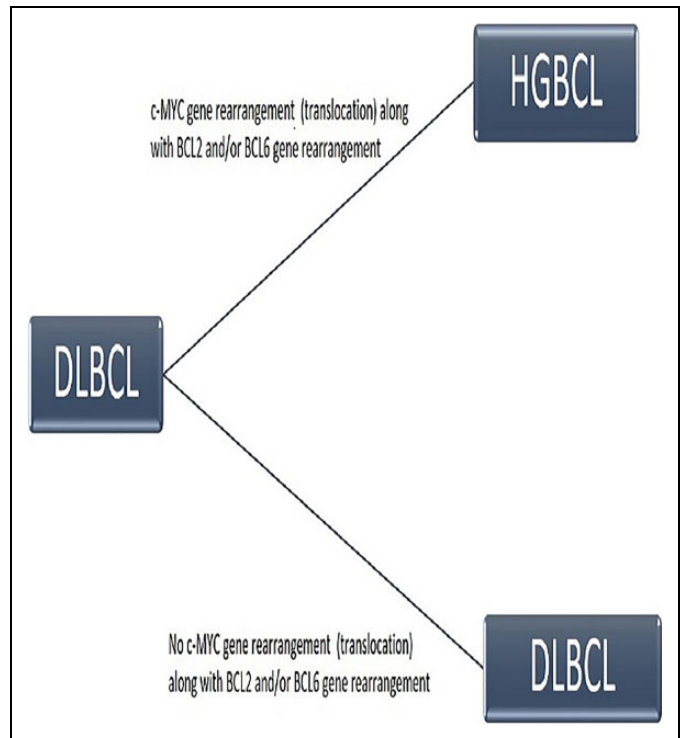 HGBCL
c-MYC gene rearrangement (translocation) along
with BCL2 and/or BCL6 gene rearrangement
DLBCL
No c-MYC gene rearrangement (translocation)
along with BCL2 and/or BCL6 gene rearrangement
DLBCL